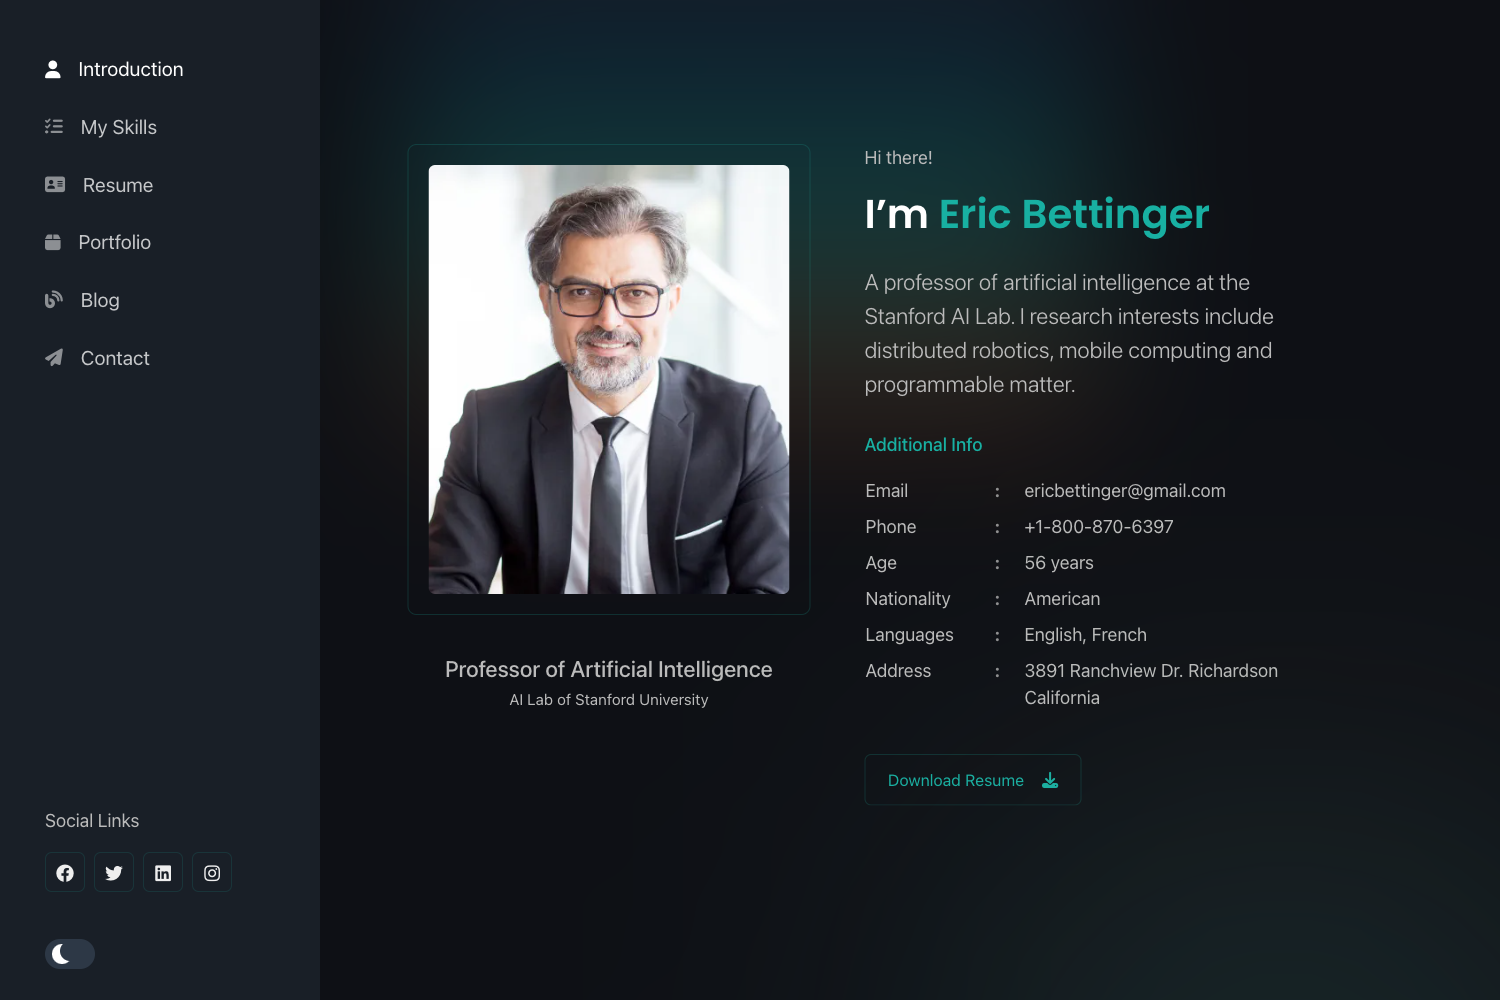 Introduction
My Skills
Resume
Portfolio
Blog
Contact
Social Links
Professor of Artificial Intelligence
AI Lab of Stanford University
Hi there!
I’m Eric Bettinger
A professor of artificial intelligence at the
Stanford AI Lab. I research interests include
distributed robotics, mobile computing and
programmable matter.
Additional Info
Email : ericbettinger@gmail.com
Phone : +1-800-870-6397
Age : 56 years
Nationality : American
Languages : English, French
Address : 3891 Ranchview Dr. Richardson
California
Download Resume